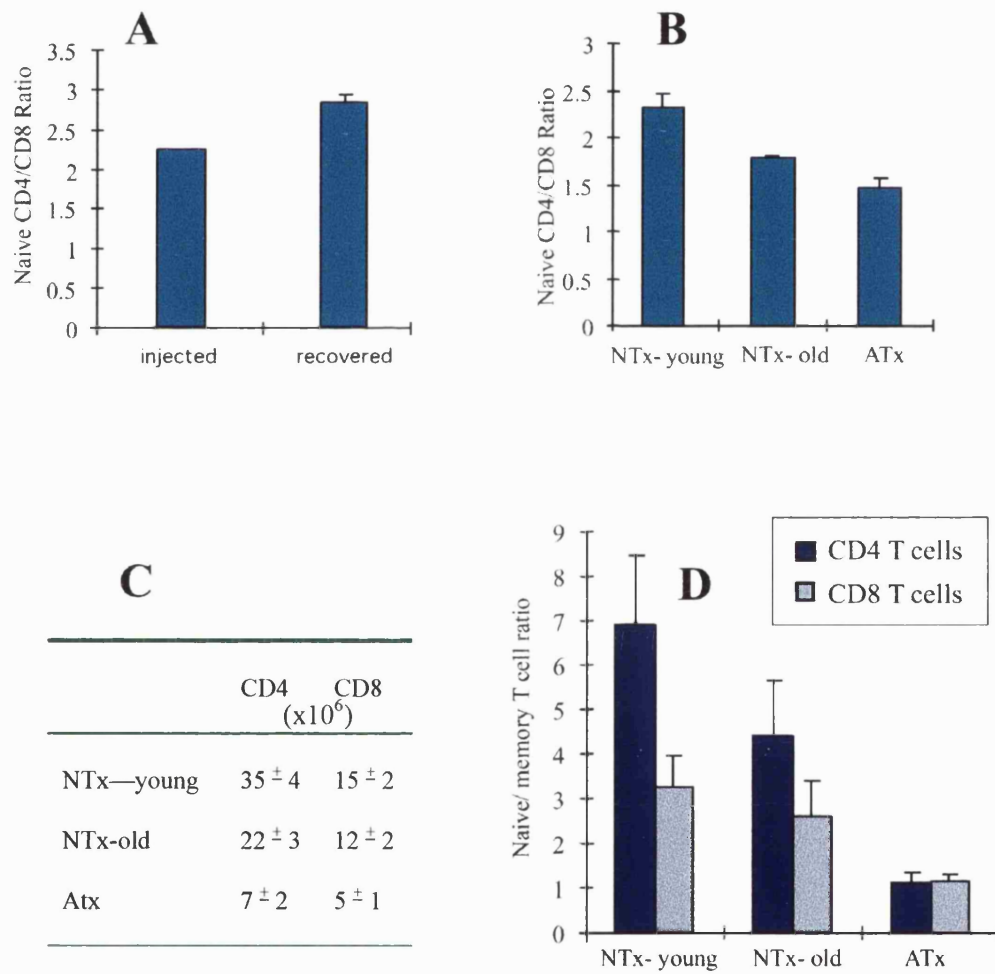 A
Naive CD4/CD8 Ratio
3.5
3
2.5
2
1.5
1
0.5
0
injected recovered
B
Naive CD4/CD8 Ratio
3
2.5
2
1.5
1
0.5
0
NTx- young NTx- old ATx
C
CD4 CD8
(x10⁶)
NTx—young 35 ± 4 15 ± 2
NTx-old 22 ± 3 12 ± 2
Atx 7 ± 2 5 ± 1
D
CD4 T cells
CD8 T cells
Naive/ memory T cell ratio
9
8
7
6
5
4
3
2
1
0
NTx- young NTx- old ATx